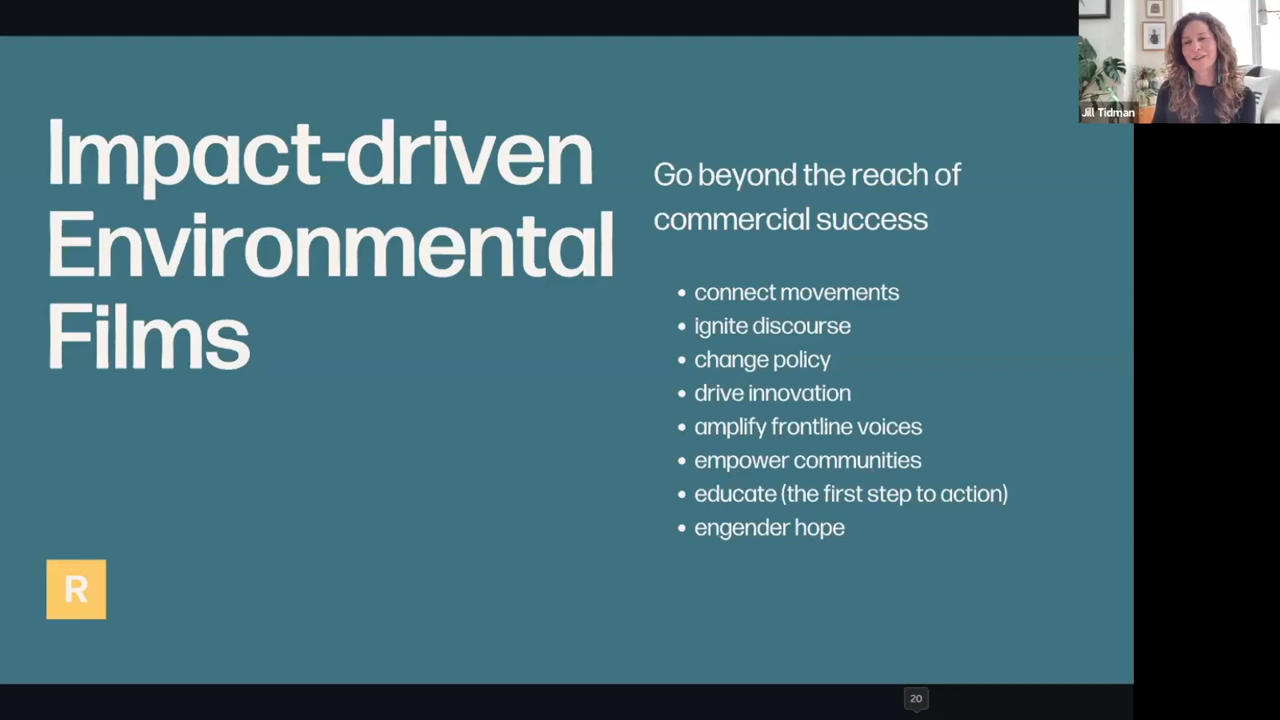 Impact-driven
Environmental
Films
Go beyond the reach of
commercial success
• connect movements
• ignite discourse
• change policy
• drive innovation
• amplify frontline voices
• empower communities
• educate (the first step to action)
• engender hope
R
Jill Tidman
20